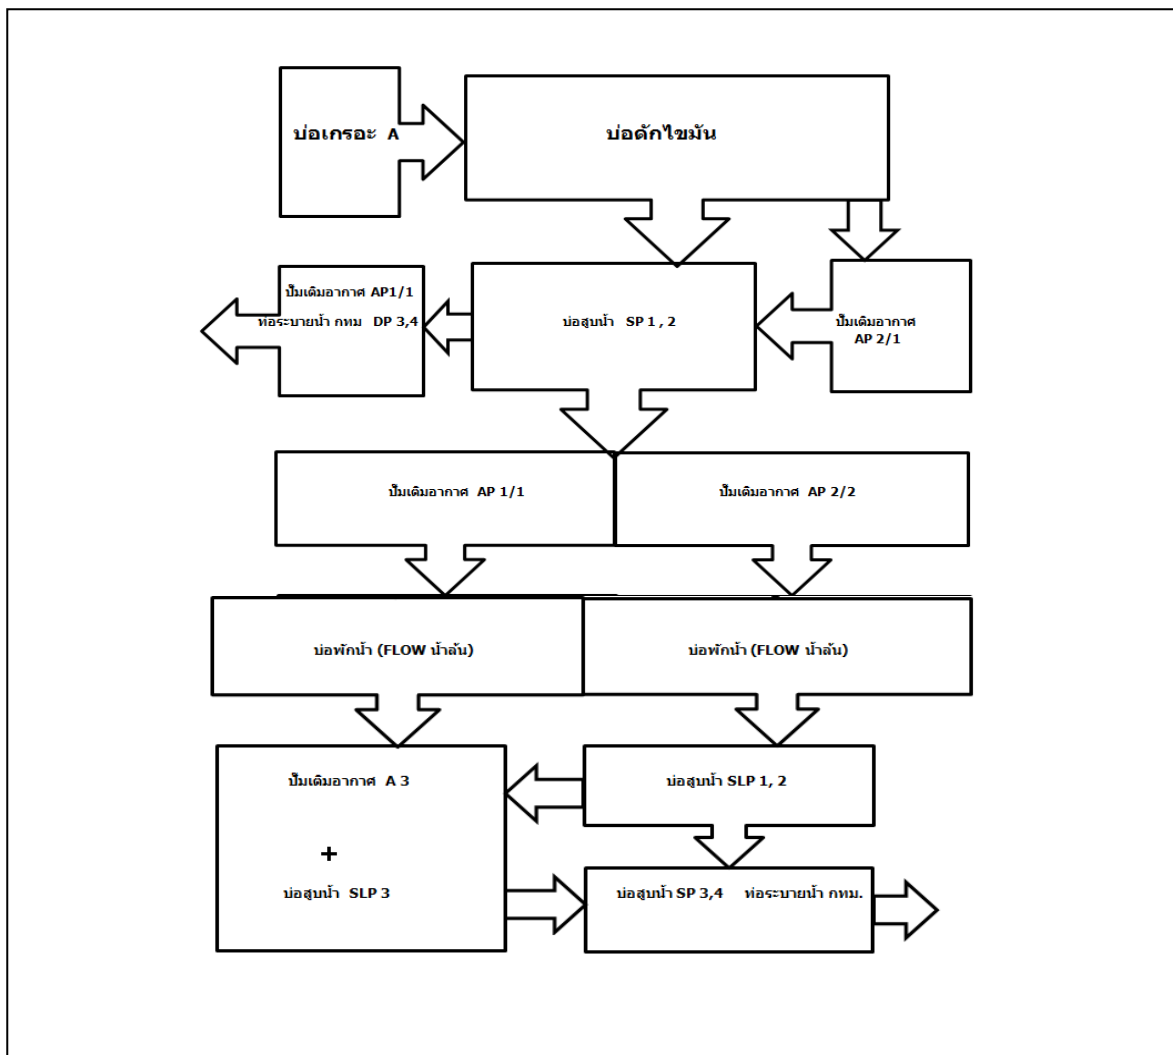 บ่อเกรอะ A
บ่อดักไขมัน
ปั๊มเติมอากาศ AP1/1
ท่อระบายน้ำ กทม DP 3,4
บ่อสูบน้ำ SP 1 , 2
ปั๊มเติมอากาศ
AP 2/1
ปั๊มเติมอากาศ AP 1/1
ปั๊มเติมอากาศ AP 2/2
บ่อพักน้ำ (FLOW น้ำล้น)
บ่อพักน้ำ (FLOW น้ำล้น)
ปั๊มเติมอากาศ A 3
+
บ่อสูบน้ำ SLP 3
บ่อสูบน้ำ SLP 1, 2
บ่อสูบน้ำ SP 3,4 ท่อระบายน้ำ กทม.